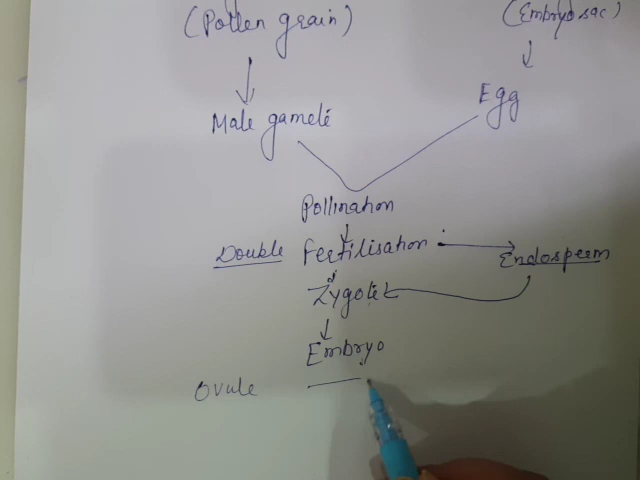 (Pollen grain) (Embryo sac)
Male gamete Egg
Pollination
Double Fertilisation Endosperm
Zygote
Embryo
Ovule